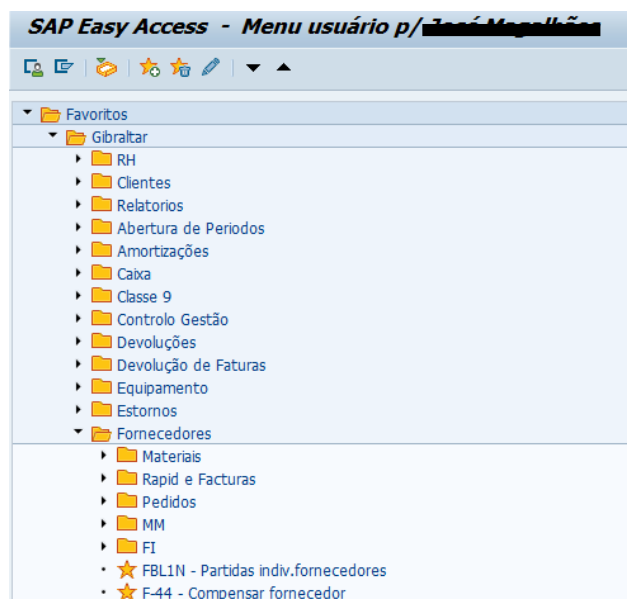 SAP Easy Access - Menu usuário p/
Favoritos
Gibraltar
RH
Clientes
Relatorios
Abertura de Periodos
Amortizações
Caixa
Classe 9
Controlo Gestão
Devoluções
Devolução de Faturas
Equipamento
Estornos
Fornecedores
Materiais
Rapid e Facturas
Pedidos
MM
FI
FBL1N - Partidas indiv.fornecedores
F-44 - Compensar fornecedor